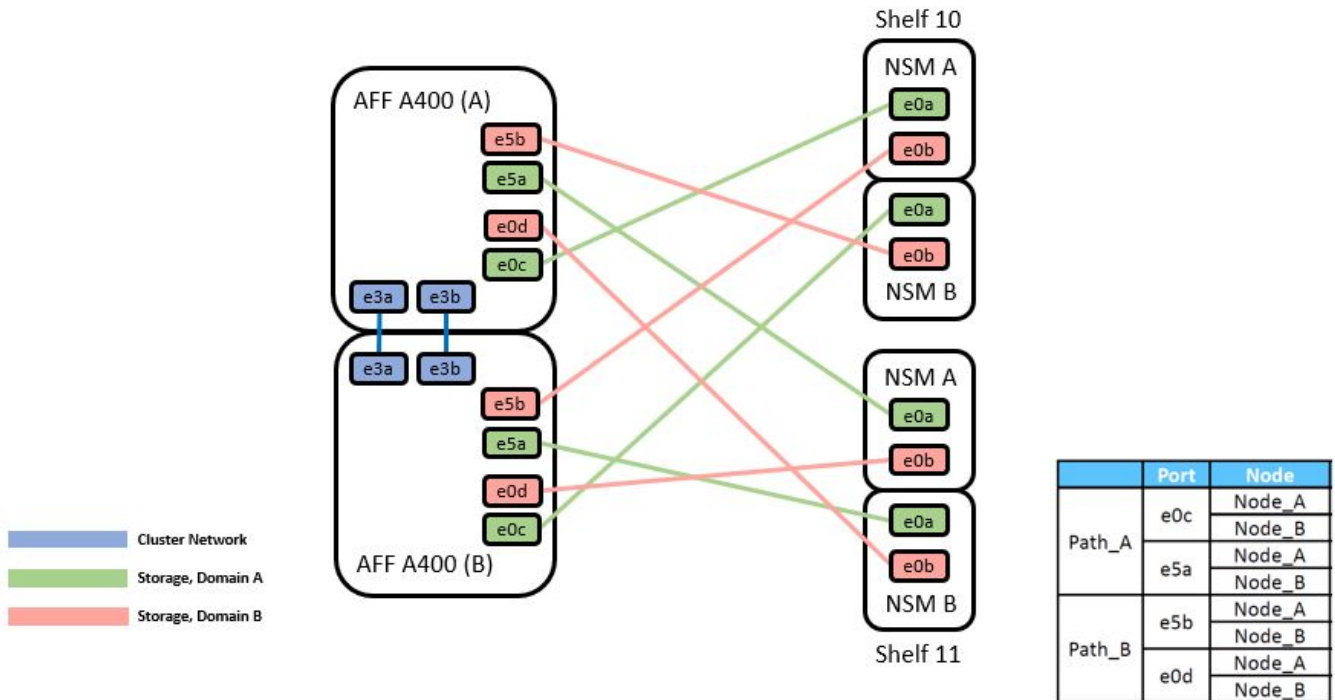 Shelf 10
AFF A400 (A)
e5b
e5a
e0d
e0c
e3a e3b
e3a e3b
e5b
e5a
e0d
e0c
AFF A400 (B)
NSM A
e0a
e0b
e0a
e0b
NSM B
NSM A
e0a
e0b
e0a
e0b
NSM B
Shelf 11
Cluster Network
Storage, Domain A
Storage, Domain B
Port Node
Path_A e0c Node_A
Node_B
e5a Node_A
Node_B
Path_B e5b Node_A
Node_B
e0d Node_A
Node_B